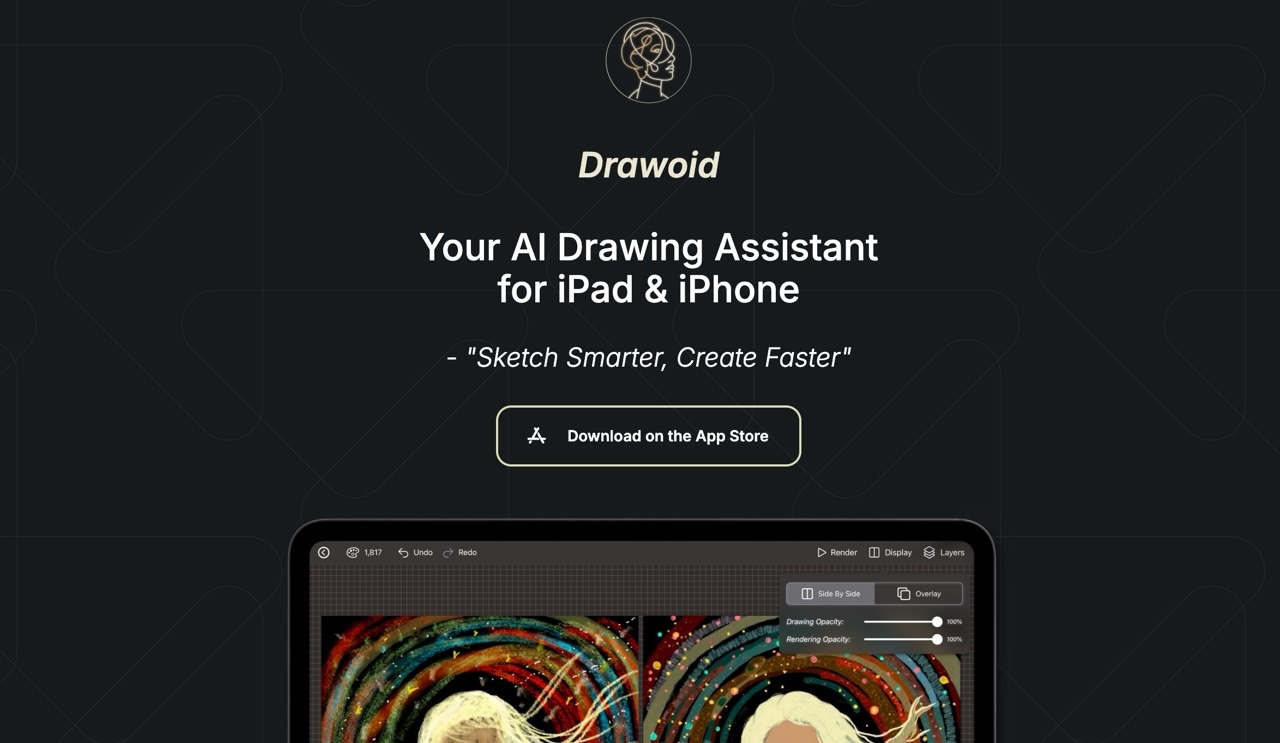 Drawoid
Your AI Drawing Assistant
for iPad & iPhone
- "Sketch Smarter, Create Faster"
Download on the App Store
1,817 Undo Redo Render Display Layers
Side By Side Overlay
Drawing Opacity: 100%
Rendering Opacity: 100%